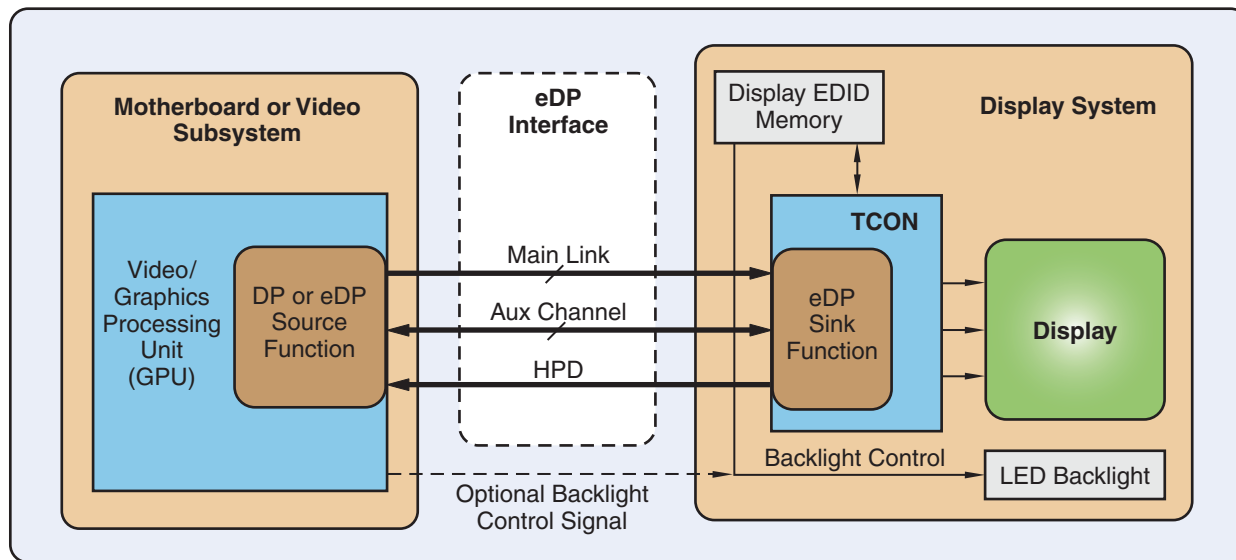 Motherboard or Video
Subsystem
Video/
Graphics
Processing
Unit
(GPU)
DP or eDP
Source
Function
eDP
Interface
Main Link
Aux Channel
HPD
Optional Backlight
Control Signal
Display System
Display EDID
Memory
TCON
eDP
Sink
Function
Display
Backlight Control
LED Backlight